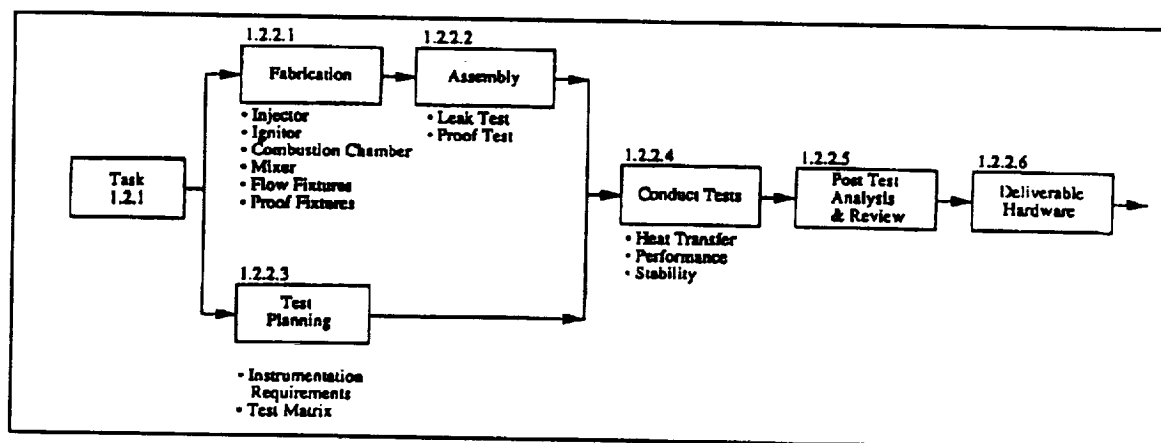 1.2.2.1
Fabrication
• Injector
• Ignitor
• Combustion Chamber
• Mixer
• Flow Fixtures
• Proof Fixtures
1.2.2.2
Assembly
• Leak Test
• Proof Test
Task
1.2.1
1.2.2.3
Test
Planning
• Instrumentation
Requirements
• Test Matrix
1.2.2.4
Conduct Tests
• Heat Transfer
• Performance
• Stability
1.2.2.5
Post Test
Analysis
& Review
1.2.2.6
Deliverable
Hardware